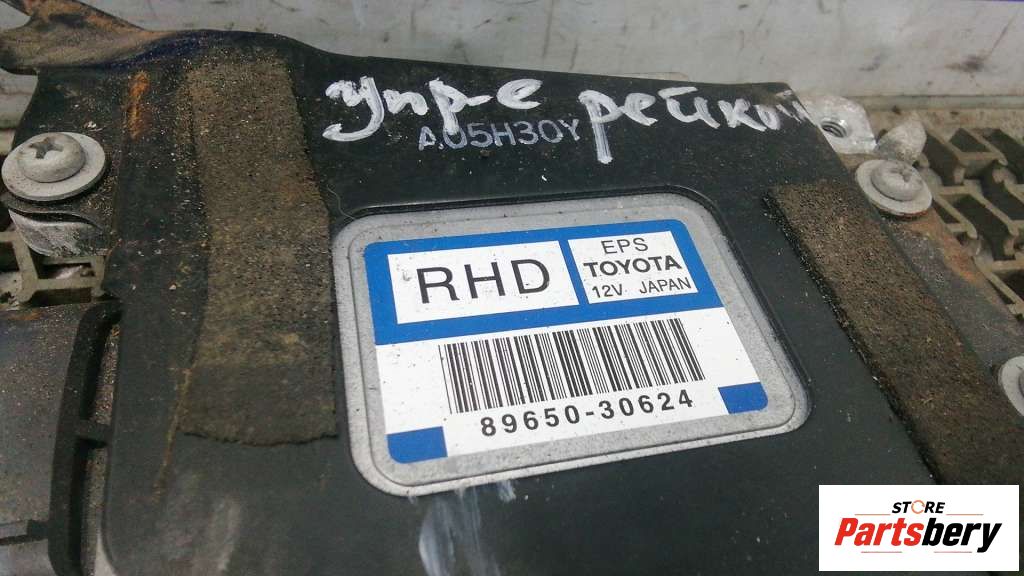 Упр-е рейкой
A.05H30Y
RHD
EPS
TOYOTA
12V JAPAN
89650-30624
STORE
Partsbery